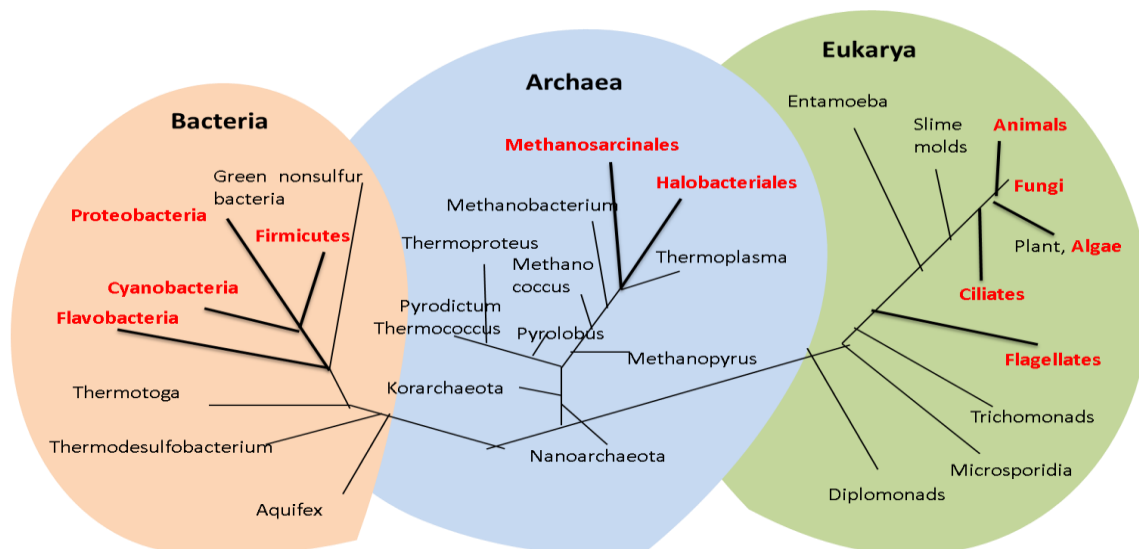 Bacteria
Green nonsulfur
bacteria
Proteobacteria
Firmicutes
Cyanobacteria
Flavobacteria
Thermotoga
Thermodesulfobacterium
Aquifex
Archaea
Methanosarcinales
Halobacteriales
Methanobacterium
Thermoproteus
Methano
coccus
Thermoplasma
Pyrodictum
Thermococcus
Pyrolobus
Methanopyrus
Korarchaeota
Nanoarchaeota
Eukarya
Entamoeba
Slime
molds
Animals
Fungi
Plant, Algae
Ciliates
Flagellates
Trichomonads
Microsporidia
Diplomonads